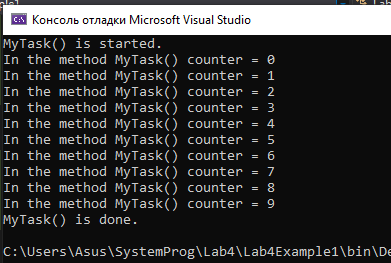 Консоль отладки Microsoft Visual Studio
MyTask() is started.
In the method MyTask() counter = 0
In the method MyTask() counter = 1
In the method MyTask() counter = 2
In the method MyTask() counter = 3
In the method MyTask() counter = 4
In the method MyTask() counter = 5
In the method MyTask() counter = 6
In the method MyTask() counter = 7
In the method MyTask() counter = 8
In the method MyTask() counter = 9
MyTask() is done.
C:\Users\Asus\SystemProg\Lab4\Lab4Example1\bin\De